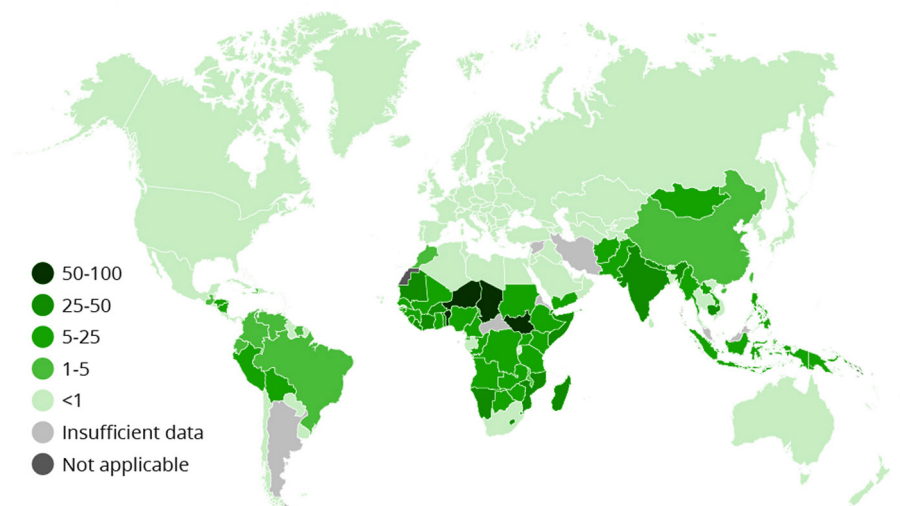 50-100
25-50
5-25
1-5
<1
Insufficient data
Not applicable